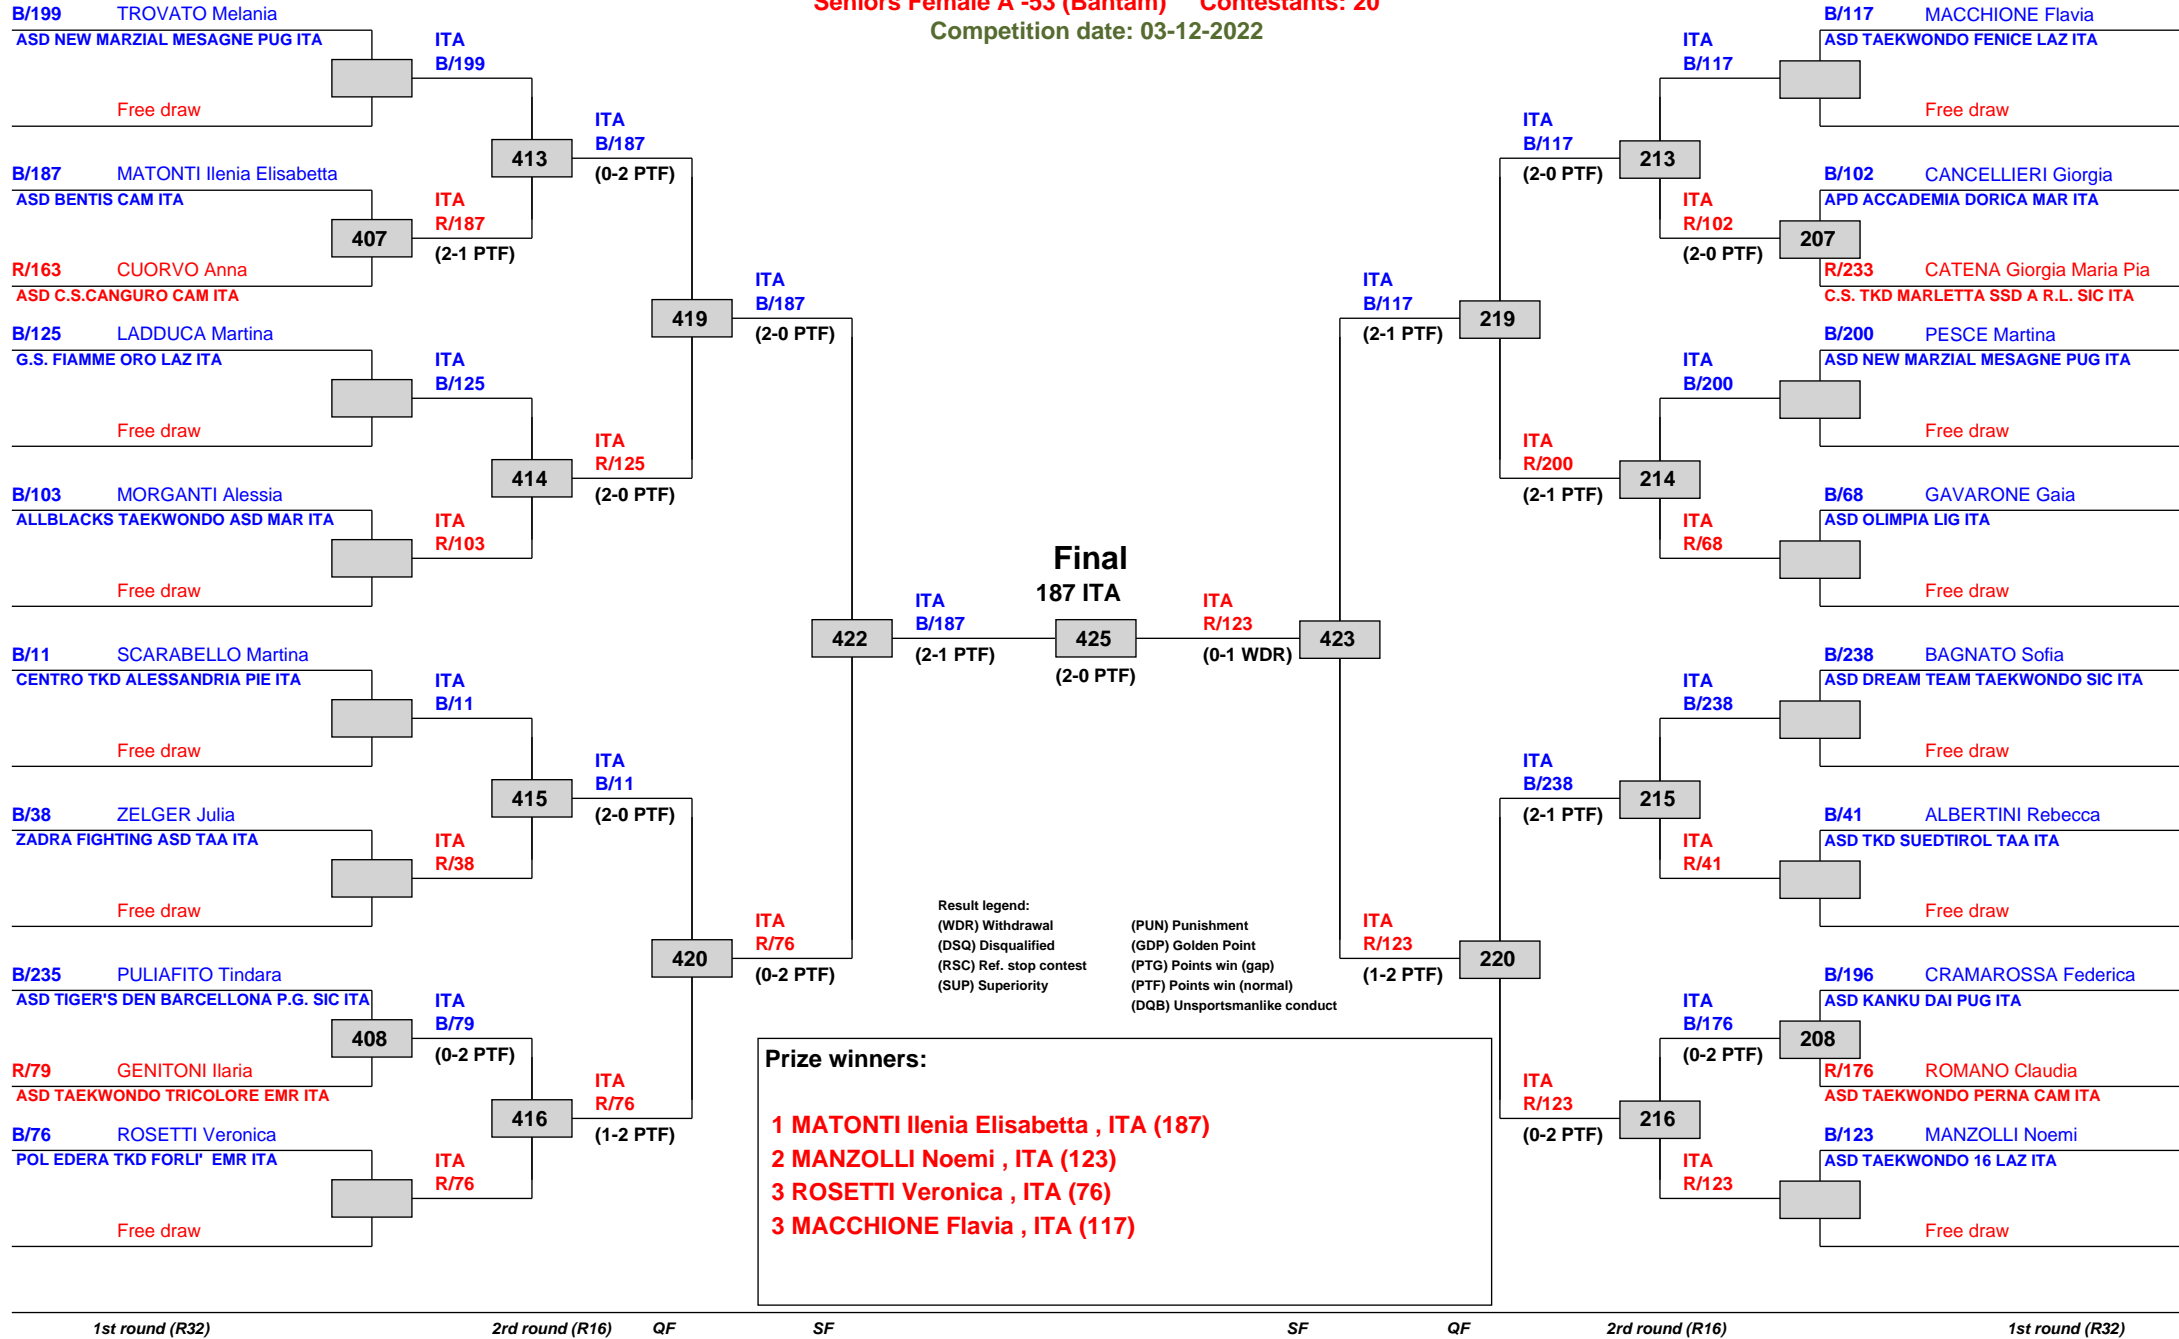 Seniors Female A -53 (Bantam) Contestants: 20
Competition date: 03-12-2022
B/199 TROVATO Melania
ASD NEW MARZIAL MESAGNE PUG ITA
Free draw
ITA
B/199
B/187 MATONTI Ilenia Elisabetta
ASD BENTIS CAM ITA
407
R/163 CUORVO Anna
ASD C.S.CANGURO CAM ITA
ITA
R/187
(2-1 PTF)
413
ITA
B/187
(0-2 PTF)
B/125 LADDUCA Martina
G.S. FIAMME ORO LAZ ITA
Free draw
ITA
B/125
B/103 MORGANTI Alessia
ALLBLACKS TAEKWONDO ASD MAR ITA
Free draw
ITA
R/103
414
ITA
R/125
(2-0 PTF)
419
ITA
B/187
(2-0 PTF)
B/11 SCARABELLO Martina
CENTRO TKD ALESSANDRIA PIE ITA
Free draw
ITA
B/11
B/38 ZELGER Julia
ZADRA FIGHTING ASD TAA ITA
Free draw
ITA
R/38
415
ITA
B/11
(2-0 PTF)
B/235 PULIAFITO Tindara
ASD TIGER'S DEN BARCELLONA P.G. SIC ITA
408
R/79 GENITONI Ilaria
ASD TAEKWONDO TRICOLORE EMR ITA
ITA
B/79
(0-2 PTF)
B/76 ROSETTI Veronica
POL EDERA TKD FORLI' EMR ITA
Free draw
ITA
R/76
416
ITA
R/76
(1-2 PTF)
420
ITA
R/76
(0-2 PTF)
422
ITA
B/187
(2-1 PTF)
Final
187 ITA
425
(2-0 PTF)
ITA
R/123
(0-1 WDR)
423
ITA
B/117
(2-1 PTF)
219
ITA
B/117
(2-0 PTF)
213
ITA
B/117
B/117 MACCHIONE Flavia
ASD TAEKWONDO FENICE LAZ ITA
Free draw
ITA
R/102
(2-0 PTF)
B/102 CANCELLIERI Giorgia
APD ACCADEMIA DORICA MAR ITA
207
R/233 CATENA Giorgia Maria Pia
C.S. TKD MARLETTA SSD A R.L. SIC ITA
ITA
R/200
(2-1 PTF)
214
ITA
B/200
B/200 PESCE Martina
ASD NEW MARZIAL MESAGNE PUG ITA
Free draw
ITA
R/68
B/68 GAVARONE Gaia
ASD OLIMPIA LIG ITA
Free draw
ITA
R/123
(1-2 PTF)
220
ITA
B/238
(2-1 PTF)
215
ITA
B/238
B/238 BAGNATO Sofia
ASD DREAM TEAM TAEKWONDO SIC ITA
Free draw
ITA
R/41
B/41 ALBERTINI Rebecca
ASD TKD SUEDTIROL TAA ITA
Free draw
ITA
R/123
(0-2 PTF)
216
ITA
B/176
(0-2 PTF)
B/196 CRAMAROSSA Federica
ASD KANKU DAI PUG ITA
208
R/176 ROMANO Claudia
ASD TAEKWONDO PERNA CAM ITA
ITA
R/123
B/123 MANZOLLI Noemi
ASD TAEKWONDO 16 LAZ ITA
Free draw
Result legend:
(WDR) Withdrawal (PUN) Punishment
(DSQ) Disqualified (GDP) Golden Point
(RSC) Ref. stop contest (PTG) Points win (gap)
(SUP) Superiority (PTF) Points win (normal)
(DQB) Unsportsmanlike conduct
Prize winners:
1 MATONTI Ilenia Elisabetta , ITA (187)
2 MANZOLLI Noemi , ITA (123)
3 ROSETTI Veronica , ITA (76)
3 MACCHIONE Flavia , ITA (117)
1st round (R32) 2rd round (R16) QF SF SF QF 2rd round (R16) 1st round (R32)